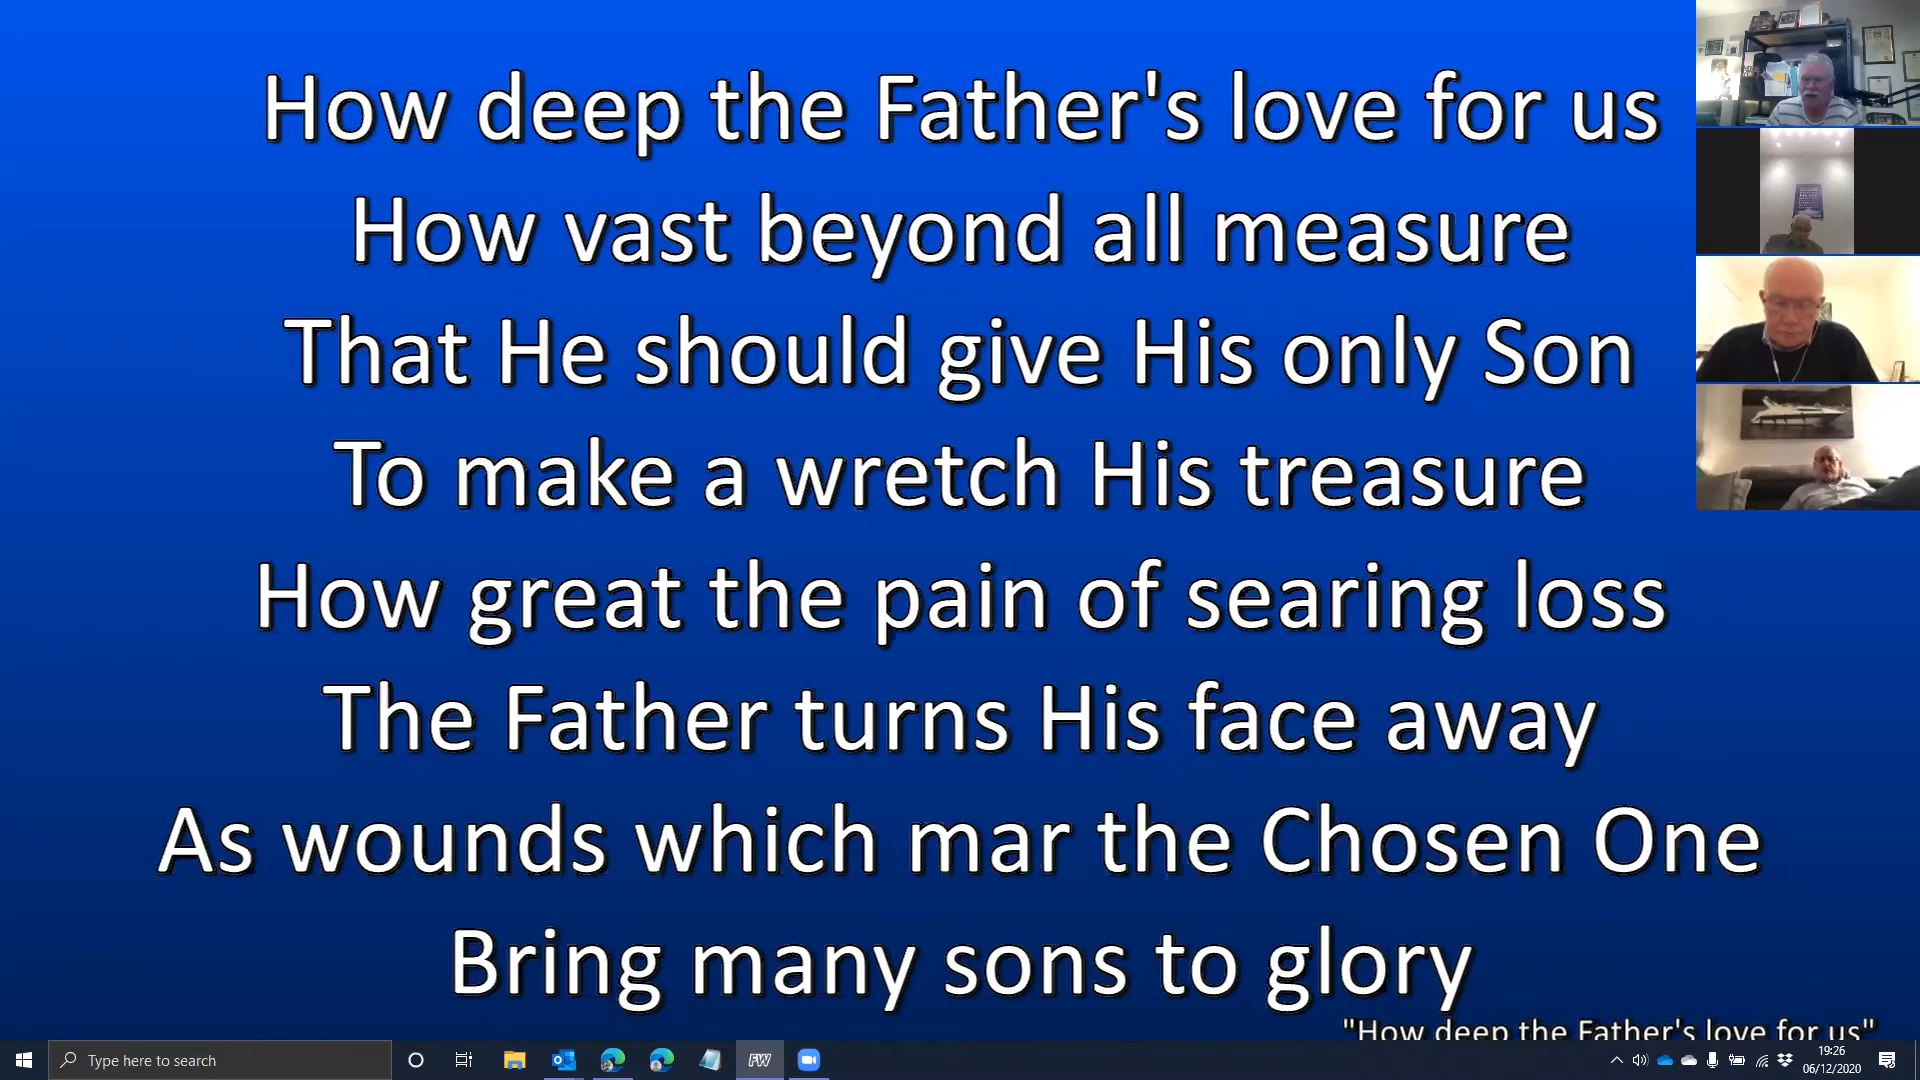 How deep the Father's love for us
How vast beyond all measure
That He should give His only Son
To make a wretch His treasure
How great the pain of searing loss
The Father turns His face away
As wounds which mar the Chosen One
Bring many sons to glory
"How deep the Father's love for us"
Type here to search
FW
19:26
06/12/2020